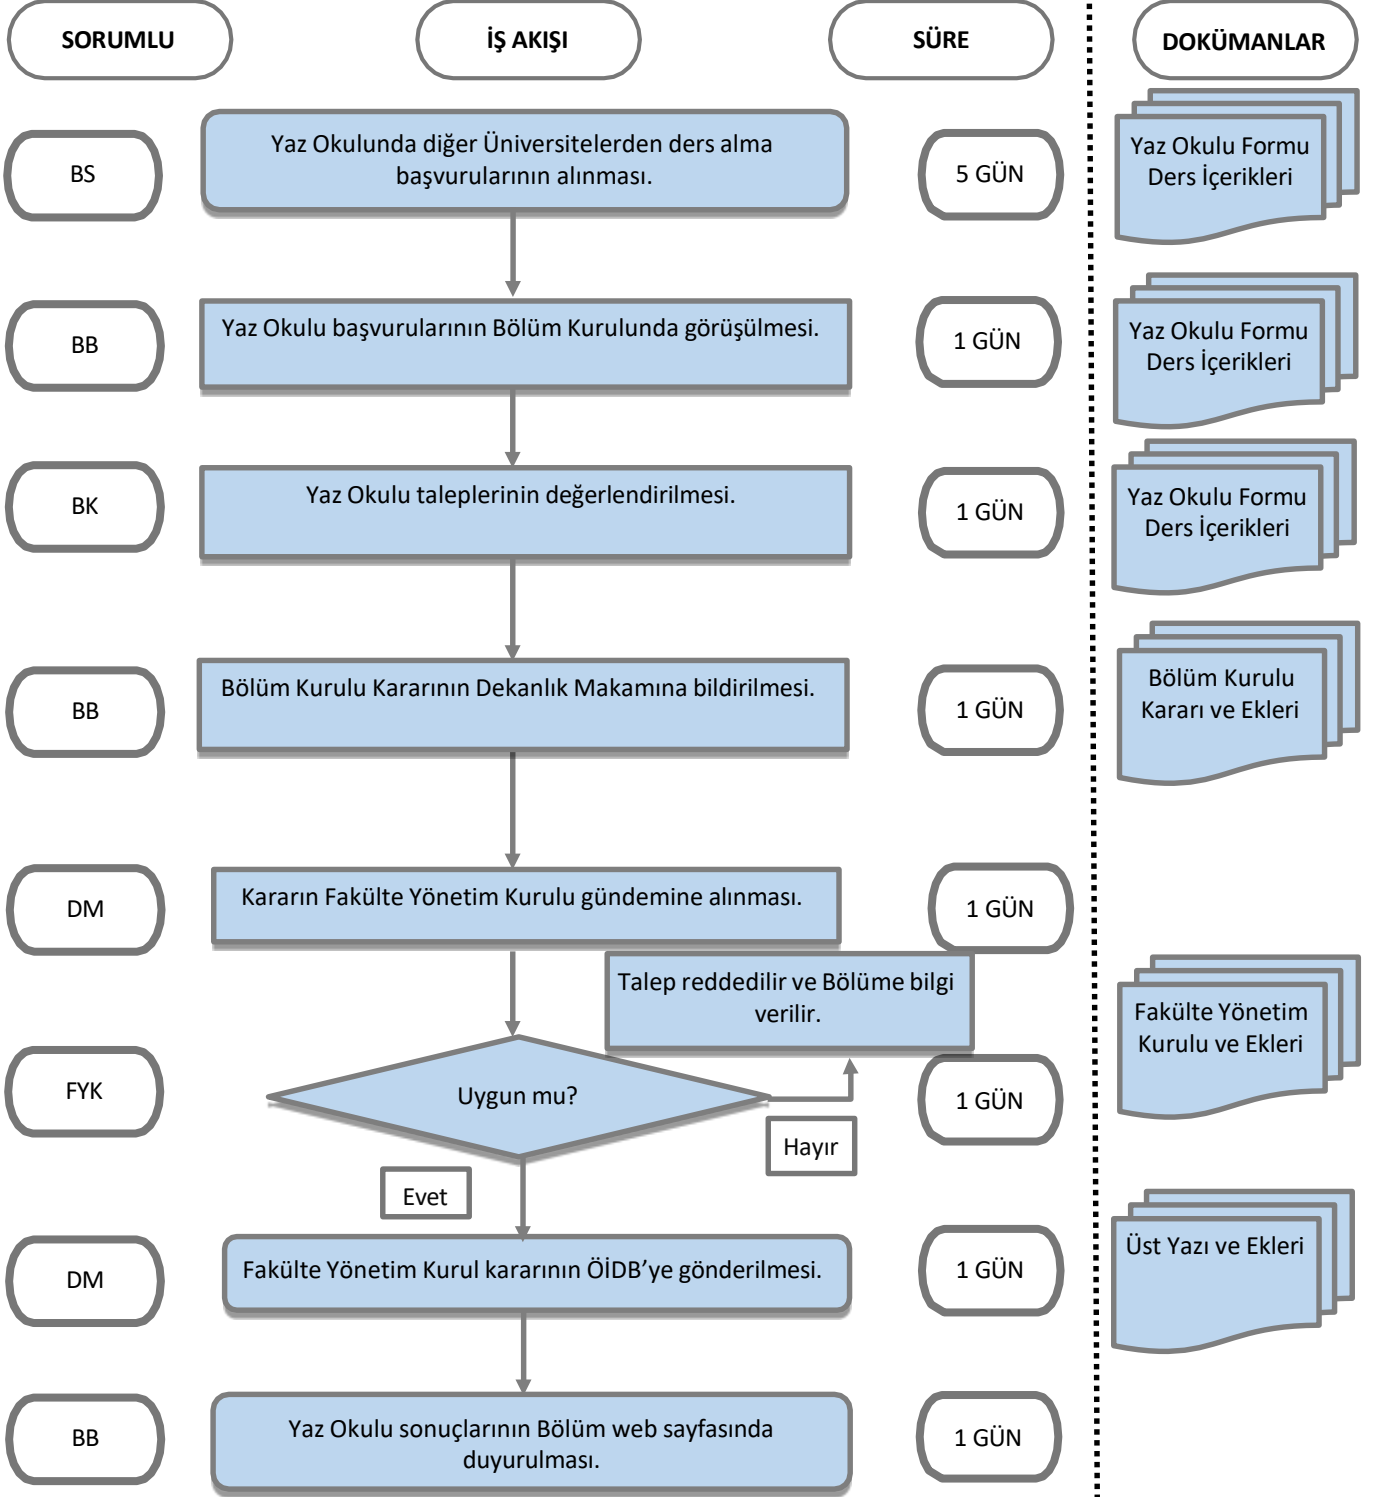 SORUMLU
İŞ AKIŞI
SÜRE
DOKÜMANLAR
BS
Yaz Okulunda diğer Üniversitelerden ders alma
başvurularının alınması.
5 GÜN
Yaz Okulu Formu
Ders İçerikleri
BB
Yaz Okulu başvurularının Bölüm Kurulunda görüşülmesi.
1 GÜN
Yaz Okulu Formu
Ders İçerikleri
BK
Yaz Okulu taleplerinin değerlendirilmesi.
1 GÜN
Yaz Okulu Formu
Ders İçerikleri
BB
Bölüm Kurulu Kararının Dekanlık Makamına bildirilmesi.
1 GÜN
Bölüm Kurulu
Kararı ve Ekleri
DM
Kararın Fakülte Yönetim Kurulu gündemine alınması.
1 GÜN
Talep reddedilir ve Bölüme bilgi
verilir.
Fakülte Yönetim
Kurulu ve Ekleri
FYK
Uygun mu?
1 GÜN
Hayır
Evet
DM
Fakülte Yönetim Kurul kararının ÖİDB’ye gönderilmesi.
1 GÜN
Üst Yazı ve Ekleri
BB
Yaz Okulu sonuçlarının Bölüm web sayfasında
duyurulması.
1 GÜN